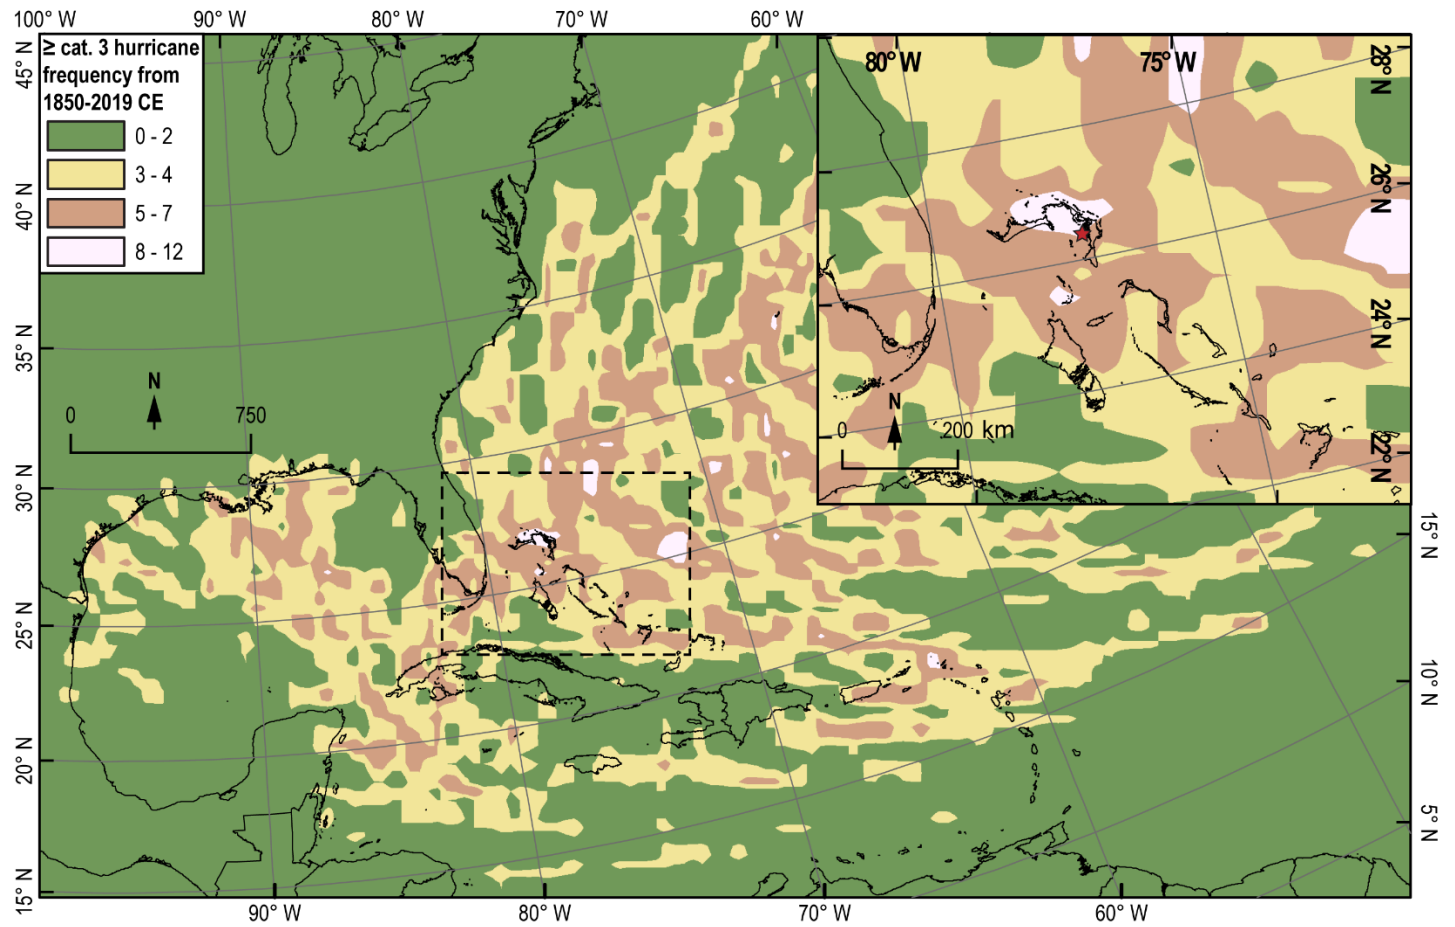 100° W
90° W
80° W
70° W
60° W
≥ cat. 3 hurricane
frequency from
1850-2019 CE
0 - 2
3 - 4
5 - 7
8 - 12
45° N
40° N
35° N
30° N
25° N
20° N
15° N
N
0
750
80° W
75° W
28° N
26° N
24° N
22° N
N
0
200 km
15° N
10° N
5° N
90° W
80° W
70° W
60° W